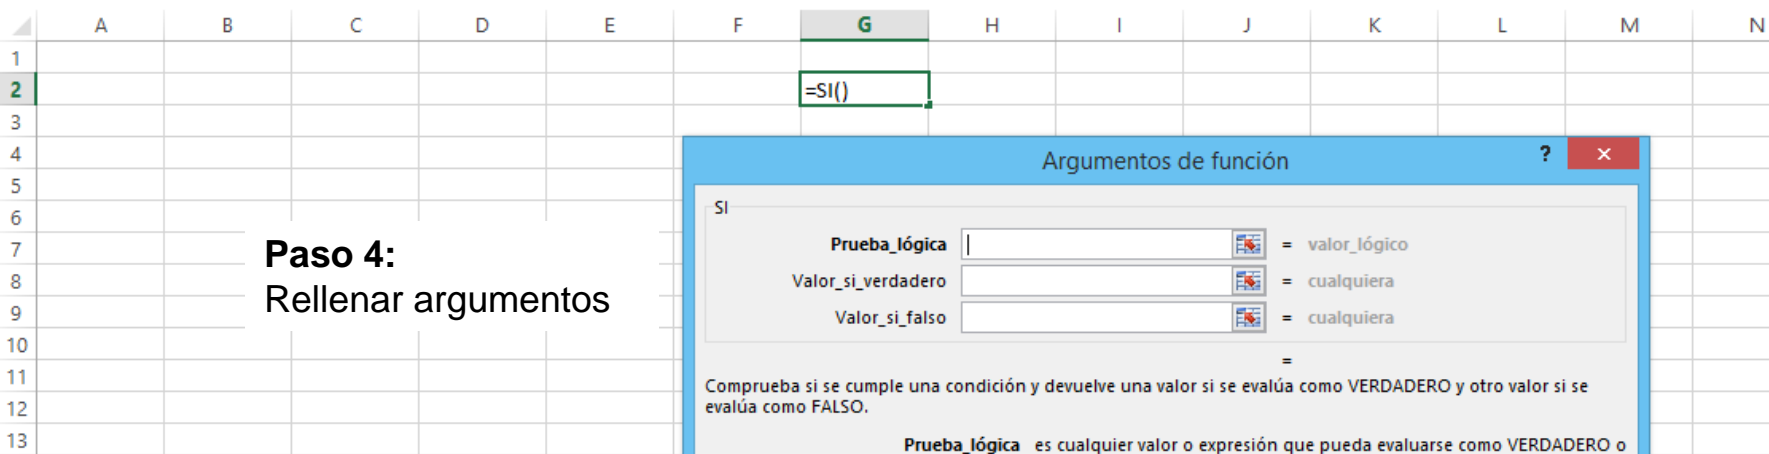 A B C D E F G H I J K L M N
1
2 =SI()
3
4 Argumentos de función ? ×
5
6 SI
7 Prueba_lógica = valor_lógico
Paso 4:
8 Valor_si_verdadero = cualquiera
Rellenar argumentos
9 Valor_si_falso = cualquiera
10
=
11
Comprueba si se cumple una condición y devuelve una valor si se evalúa como VERDADERO y otro valor si se
12
evalúa como FALSO.
13 Prueba_lógica es cualquier valor o expresión que pueda evaluarse como VERDADERO o